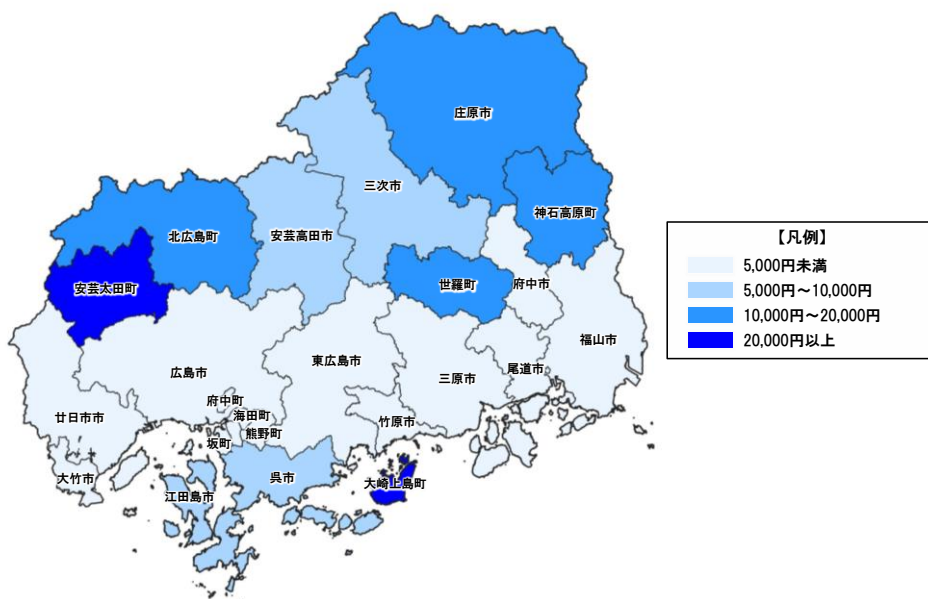 庄原市
三次市
神石高原町
北広島町
安芸高田市
【凡例】
5,000円未満
5,000円～10,000円
10,000円～20,000円
20,000円以上
安芸太田町
世羅町
府中市
福山市
東広島市
広島市
三原市
尾道市
府中町
海田町
廿日市市
竹原市
坂町
熊野町
大竹市
呉市
大崎上島町
江田島市